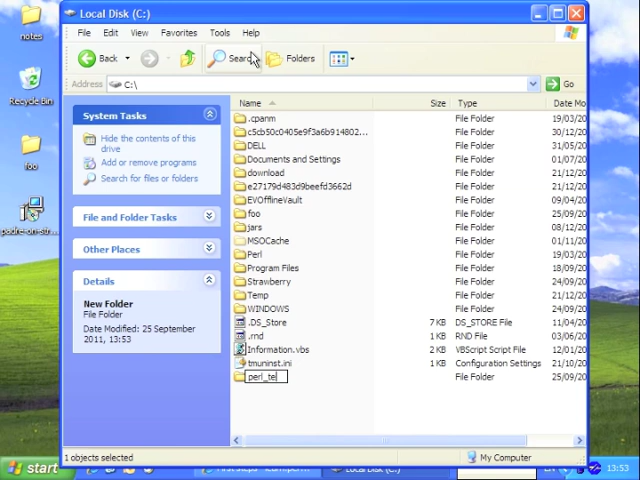 notes
Recycle Bin
foo
padre-on-str...
Local Disk (C:)
File Edit View Favorites Tools Help
Back Search Folders
Address C:\ Go
System Tasks
Hide the contents of this
drive
Add or remove programs
Search for files or folders
File and Folder Tasks
Other Places
Details
New Folder
File Folder
Date Modified: 25 September
2011, 13:53
Name Size Type Date Mo
.cpanm File Folder 19/03/20
c5cb50c0405e9f3a6b914802... File Folder 30/12/20
DELL File Folder 31/05/20
Documents and Settings File Folder 01/07/20
download File Folder 21/12/20
e27179d483d9beefd3662d File Folder 21/12/20
EVOfflineVault File Folder 09/04/20
foo File Folder 25/09/20
jars File Folder 08/12/20
MSOCache File Folder 01/11/20
Perl File Folder 19/03/20
Program Files File Folder 18/09/20
Strawberry File Folder 24/09/20
Temp File Folder 21/12/20
WINDOWS File Folder 24/09/20
.DS_Store 7 KB DS_STORE File 11/04/20
.rnd 1 KB RND File 06/09/20
Information.vbs 2 KB VBScript Script File 12/01/20
tmuninst.ini 1 KB Configuration Settings 21/10/20
perl_te File Folder 25/09/20
1 objects selected My Computer
start First steps - learn.perl... Local Disk (C:) EN 13:53